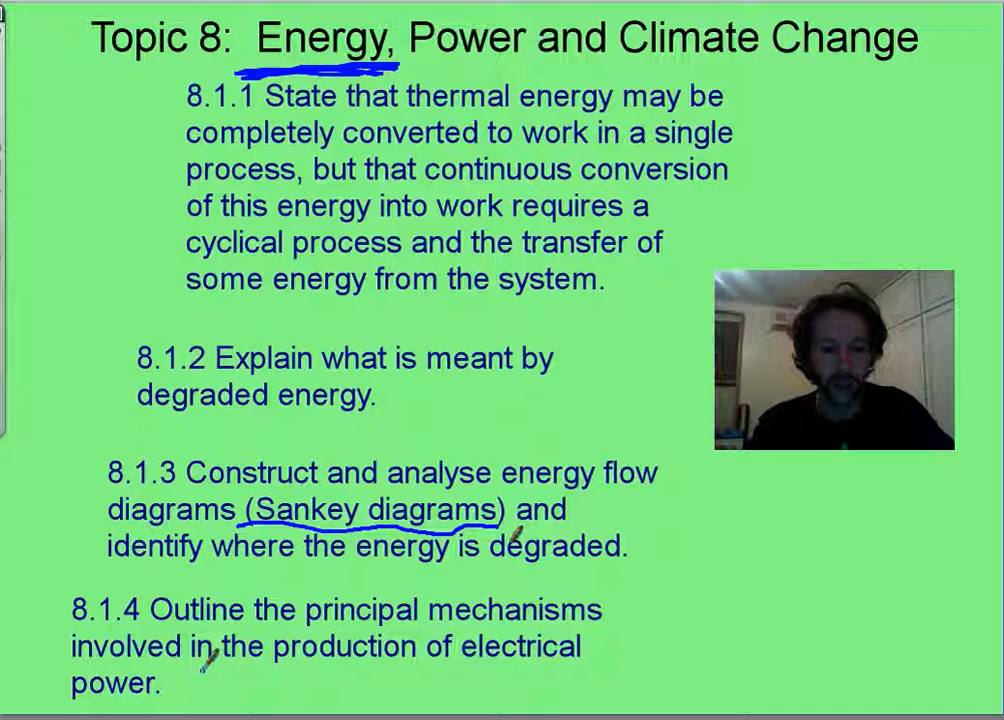 Topic 8: Energy, Power and Climate Change
8.1.1 State that thermal energy may be
completely converted to work in a single
process, but that continuous conversion
of this energy into work requires a
cyclical process and the transfer of
some energy from the system.
8.1.2 Explain what is meant by
degraded energy.
8.1.3 Construct and analyse energy flow
diagrams (Sankey diagrams) and
identify where the energy is degraded.
8.1.4 Outline the principal mechanisms
involved in the production of electrical
power.